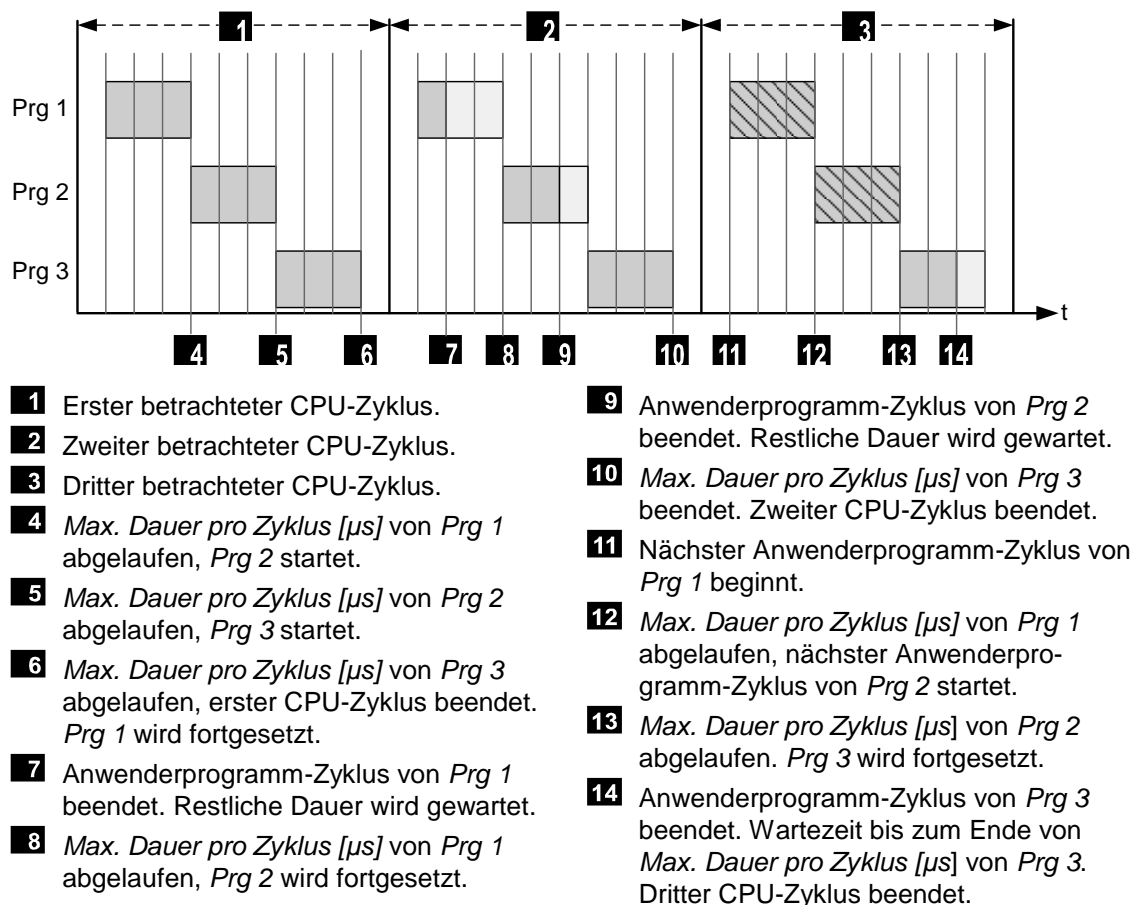 1 2 3
Prg 1
Prg 2
Prg 3
t
4 5 6 7 8 9 10 11 12 13 14
1 Erster betrachteter CPU-Zyklus.
2 Zweiter betrachteter CPU-Zyklus.
3 Dritter betrachteter CPU-Zyklus.
4 Max. Dauer pro Zyklus [µs] von Prg 1
abgelaufen, Prg 2 startet.
5 Max. Dauer pro Zyklus [µs] von Prg 2
abgelaufen, Prg 3 startet.
6 Max. Dauer pro Zyklus [µs] von Prg 3
abgelaufen, erster CPU-Zyklus beendet.
Prg 1 wird fortgesetzt.
7 Anwenderprogramm-Zyklus von Prg 1
beendet. Restliche Dauer wird gewartet.
8 Max. Dauer pro Zyklus [µs] von Prg 1
abgelaufen, Prg 2 wird fortgesetzt.
9 Anwenderprogramm-Zyklus von Prg 2
beendet. Restliche Dauer wird gewartet.
10 Max. Dauer pro Zyklus [µs] von Prg 3
beendet. Zweiter CPU-Zyklus beendet.
11 Nächster Anwenderprogramm-Zyklus von
Prg 1 beginnt.
12 Max. Dauer pro Zyklus [µs] von Prg 1
abgelaufen, nächster Anwenderpro-
gramm-Zyklus von Prg 2 startet.
13 Max. Dauer pro Zyklus [µs] von Prg 2
abgelaufen. Prg 3 wird fortgesetzt.
14 Anwenderprogramm-Zyklus von Prg 3
beendet. Wartezeit bis zum Ende von
Max. Dauer pro Zyklus [µs] von Prg 3.
Dritter CPU-Zyklus beendet.